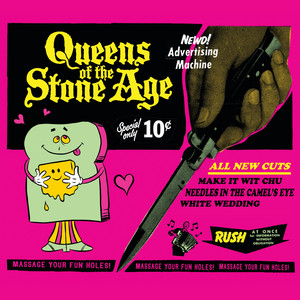 Queens
of the
Stone Age
NEWD!
Advertising
Machine
Special
only 10¢
ALL NEW CUTS
MAKE IT WIT CHU
NEEDLES IN THE CAMEL'S EYE
WHITE WEDDING
RUSH AT ONCE
for INFORMATION
WITHOUT
OBLIGATION
MASSAGE YOUR FUN HOLES! MASSAGE YOUR FUN HOLES! MASSAGE YOUR FUN HOLES!